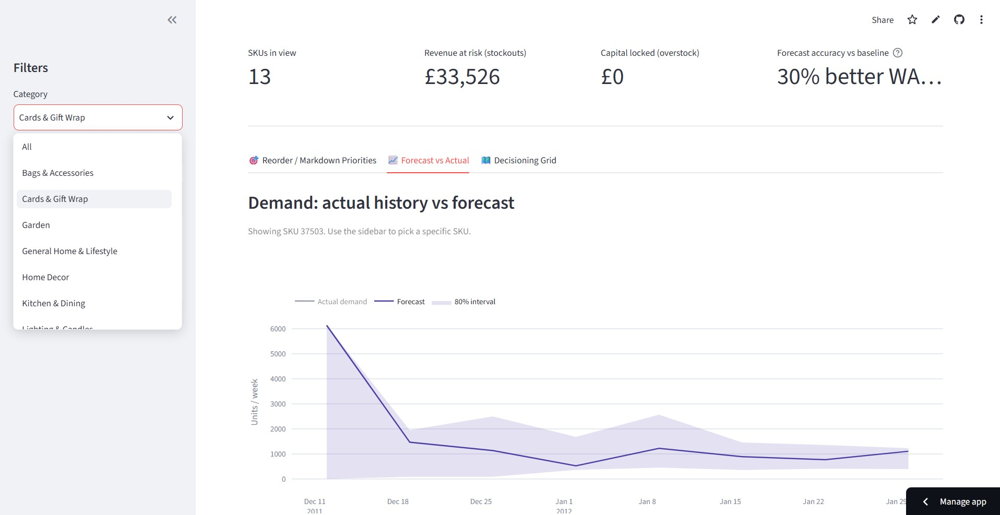 Share
Filters
Category
Cards & Gift Wrap
All
Bags & Accessories
Cards & Gift Wrap
Garden
General Home & Lifestyle
Home Decor
Kitchen & Dining
Lighting & Candles
SKUs in view
13
Revenue at risk (stockouts)
£33,526
Capital locked (overstock)
£0
Forecast accuracy vs baseline
30% better WA…
Reorder / Markdown Priorities
Forecast vs Actual
Decisioning Grid
Demand: actual history vs forecast
Showing SKU 37503. Use the sidebar to pick a specific SKU.
Actual demand
Forecast
80% interval
Units / week
6000
5000
4000
3000
2000
1000
0
Dec 11
2011
Dec 18
Dec 25
Jan 1
2012
Jan 8
Jan 15
Jan 22
Jan 29
Manage app